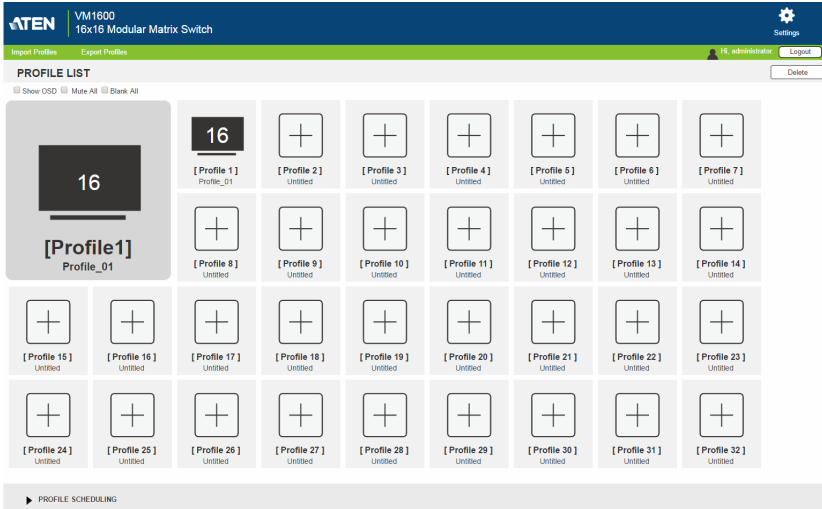 ATEN
VM1600
16x16 Modular Matrix Switch
Settings
Import Profiles Export Profiles Hi, administrator Logout
PROFILE LIST Delete
Show OSD Mute All Blank All
16
[Profile1]
Profile_01
16
[ Profile 1 ] [ Profile 2 ] [ Profile 3 ] [ Profile 4 ] [ Profile 5 ] [ Profile 6 ] [ Profile 7 ]
Profile_01 Untitled Untitled Untitled Untitled Untitled Untitled
[ Profile 8 ] [ Profile 9 ] [ Profile 10 ] [ Profile 11 ] [ Profile 12 ] [ Profile 13 ] [ Profile 14 ]
Untitled Untitled Untitled Untitled Untitled Untitled Untitled
[ Profile 15 ] [ Profile 16 ] [ Profile 17 ] [ Profile 18 ] [ Profile 19 ] [ Profile 20 ] [ Profile 21 ] [ Profile 22 ] [ Profile 23 ]
Untitled Untitled Untitled Untitled Untitled Untitled Untitled Untitled Untitled
[ Profile 24 ] [ Profile 25 ] [ Profile 26 ] [ Profile 27 ] [ Profile 28 ] [ Profile 29 ] [ Profile 30 ] [ Profile 31 ] [ Profile 32 ]
Untitled Untitled Untitled Untitled Untitled Untitled Untitled Untitled Untitled
PROFILE SCHEDULING